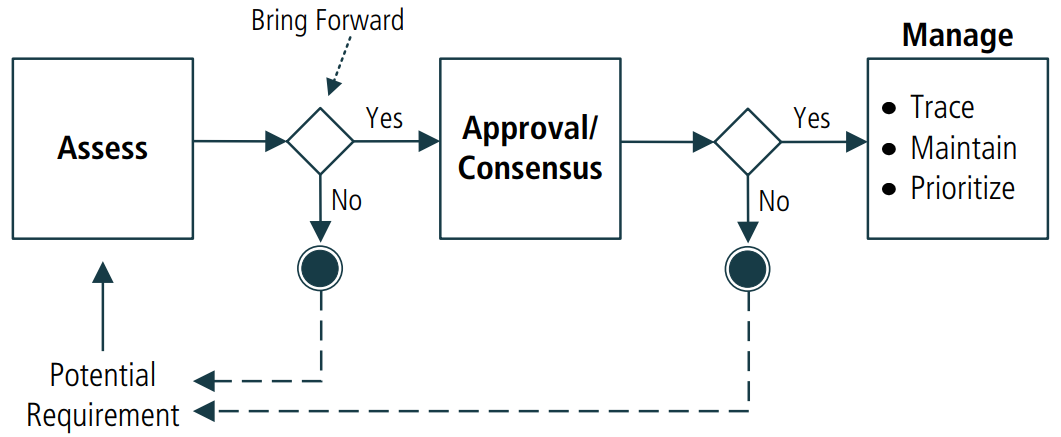 Bring Forward
Manage
Assess
Yes
Approval/
Consensus
Yes
● Trace
● Maintain
● Prioritize
No
No
Potential
Requirement